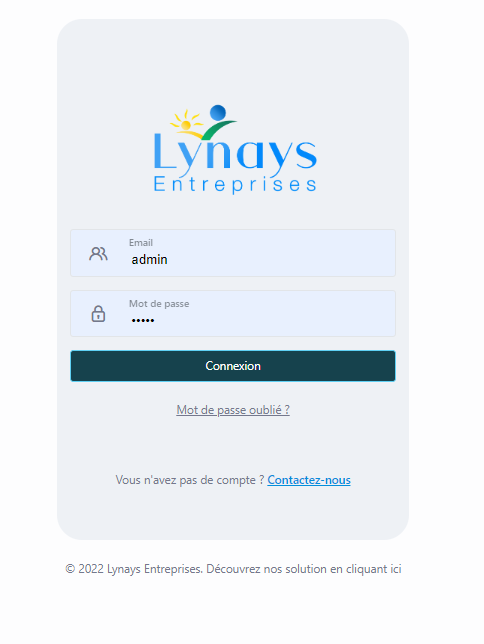 Lynays
Entreprises
Email
admin
Mot de passe
•••••
Connexion
Mot de passe oublié ?
Vous n'avez pas de compte ? Contactez-nous
© 2022 Lynays Entreprises. Découvrez nos solution en cliquant ici